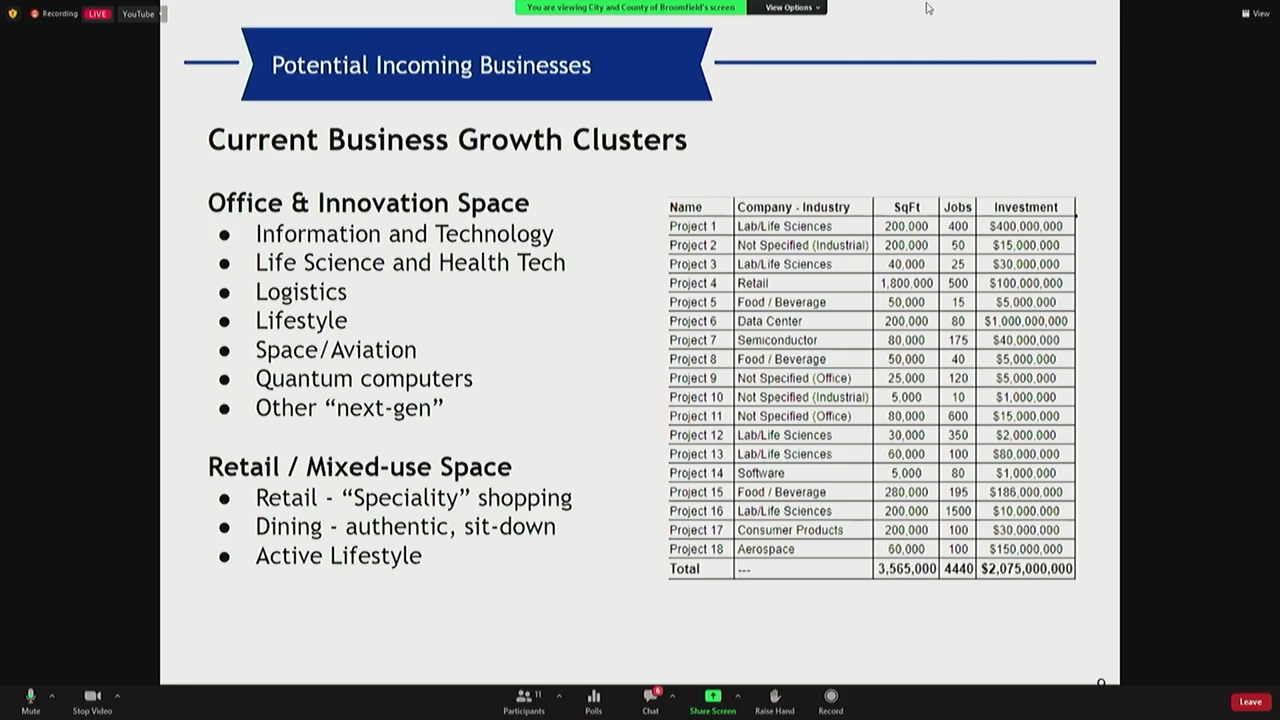 Recording LIVE YouTube
You are viewing City and County of Broomfield's screen View Options
View
Potential Incoming Businesses
Current Business Growth Clusters
Office & Innovation Space
● Information and Technology
● Life Science and Health Tech
● Logistics
● Lifestyle
● Space/Aviation
● Quantum computers
● Other “next-gen”
Retail / Mixed-use Space
● Retail - “Speciality” shopping
● Dining - authentic, sit-down
● Active Lifestyle
Name Company - Industry SqFt Jobs Investment
Project 1 Lab/Life Sciences 200,000 400 $400,000,000
Project 2 Not Specified (Industrial) 200,000 50 $15,000,000
Project 3 Lab/Life Sciences 40,000 25 $30,000,000
Project 4 Retail 1,800,000 500 $100,000,000
Project 5 Food / Beverage 50,000 15 $5,000,000
Project 6 Data Center 200,000 80 $1,000,000,000
Project 7 Semiconductor 80,000 175 $40,000,000
Project 8 Food / Beverage 50,000 40 $5,000,000
Project 9 Not Specified (Office) 25,000 120 $5,000,000
Project 10 Not Specified (Industrial) 5,000 10 $1,000,000
Project 11 Not Specified (Office) 80,000 600 $15,000,000
Project 12 Lab/Life Sciences 30,000 350 $2,000,000
Project 13 Lab/Life Sciences 60,000 100 $80,000,000
Project 14 Software 5,000 80 $1,000,000
Project 15 Food / Beverage 280,000 195 $186,000,000
Project 16 Lab/Life Sciences 200,000 1500 $10,000,000
Project 17 Consumer Products 200,000 100 $30,000,000
Project 18 Aerospace 60,000 100 $150,000,000
Total --- 3,565,000 4440 $2,075,000,000
Mute Stop Video 11 Participants Polls 6 Chat Share Screen Raise Hand Record Leave